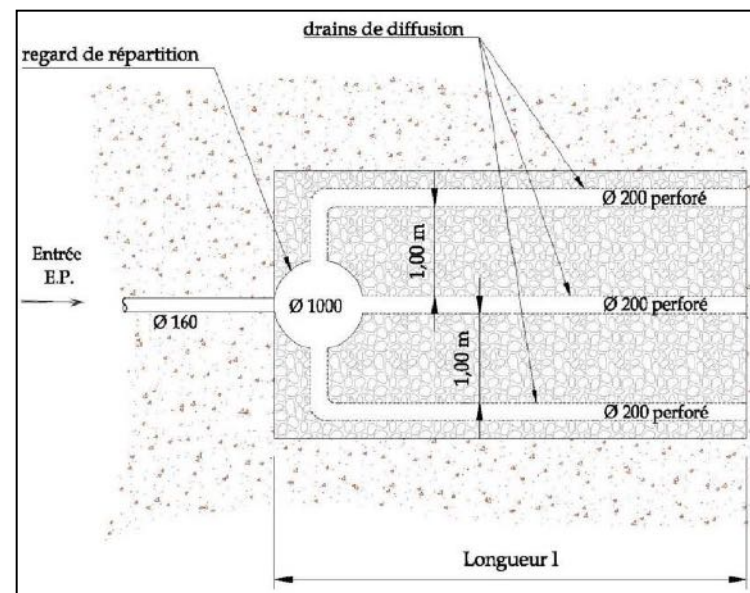 drains de diffusion
regard de répartition
Ø 200 perforé
1,00 m
Entrée
E.P.
Ø 1000
Ø 200 perforé
Ø 160
1,00 m
Ø 200 perforé
Longueur l